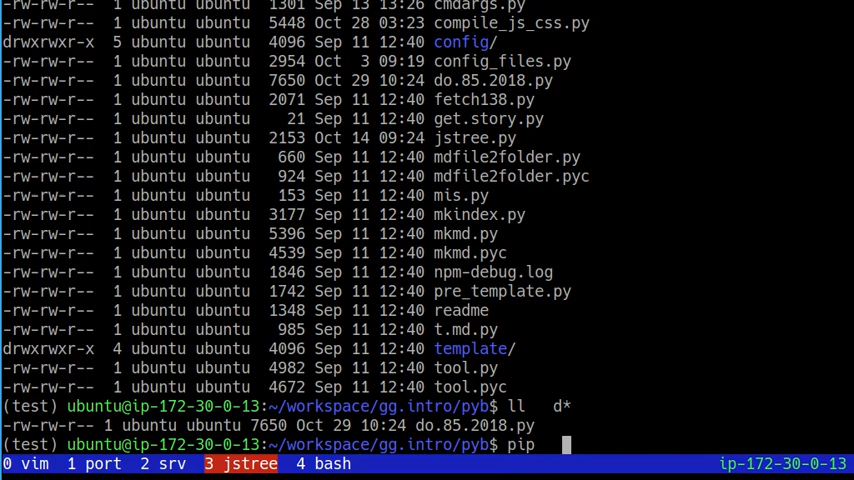 -rw-rw-r-- 1 ubuntu ubuntu 1301 Sep 13 13:26 cmdargs.py
-rw-rw-r-- 1 ubuntu ubuntu 5448 Oct 28 03:23 compile_js_css.py
drwxrwxr-x 5 ubuntu ubuntu 4096 Sep 11 12:40 config/
-rw-rw-r-- 1 ubuntu ubuntu 2954 Oct  3 09:19 config_files.py
-rw-rw-r-- 1 ubuntu ubuntu 7650 Oct 29 10:24 do.85.2018.py
-rw-rw-r-- 1 ubuntu ubuntu 2071 Sep 11 12:40 fetch138.py
-rw-rw-r-- 1 ubuntu ubuntu   21 Sep 11 12:40 get.story.py
-rw-rw-r-- 1 ubuntu ubuntu 2153 Oct 14 09:24 jstree.py
-rw-rw-r-- 1 ubuntu ubuntu  660 Sep 11 12:40 mdfile2folder.py
-rw-rw-r-- 1 ubuntu ubuntu  924 Sep 11 12:40 mdfile2folder.pyc
-rw-rw-r-- 1 ubuntu ubuntu  153 Sep 11 12:40 mis.py
-rw-rw-r-- 1 ubuntu ubuntu 3177 Sep 11 12:40 mkindex.py
-rw-rw-r-- 1 ubuntu ubuntu 5396 Sep 11 12:40 mkmd.py
-rw-rw-r-- 1 ubuntu ubuntu 4539 Sep 11 12:40 mkmd.pyc
-rw-rw-r-- 1 ubuntu ubuntu 1846 Sep 11 12:40 npm-debug.log
-rw-rw-r-- 1 ubuntu ubuntu 1742 Sep 11 12:40 pre_template.py
-rw-rw-r-- 1 ubuntu ubuntu 1348 Sep 11 12:40 readme
-rw-rw-r-- 1 ubuntu ubuntu  985 Sep 11 12:40 t.md.py
drwxrwxr-x 4 ubuntu ubuntu 4096 Sep 11 12:40 template/
-rw-rw-r-- 1 ubuntu ubuntu 4982 Sep 11 12:40 tool.py
-rw-rw-r-- 1 ubuntu ubuntu 4672 Sep 11 12:40 tool.pyc
(test) ubuntu@ip-172-30-0-13:~/workspace/gg.intro/pyb$ ll   d*
-rw-rw-r-- 1 ubuntu ubuntu 7650 Oct 29 10:24 do.85.2018.py
(test) ubuntu@ip-172-30-0-13:~/workspace/gg.intro/pyb$ pip
0 vim  1 port  2 srv  3 jstree  4 bash ip-172-30-0-13